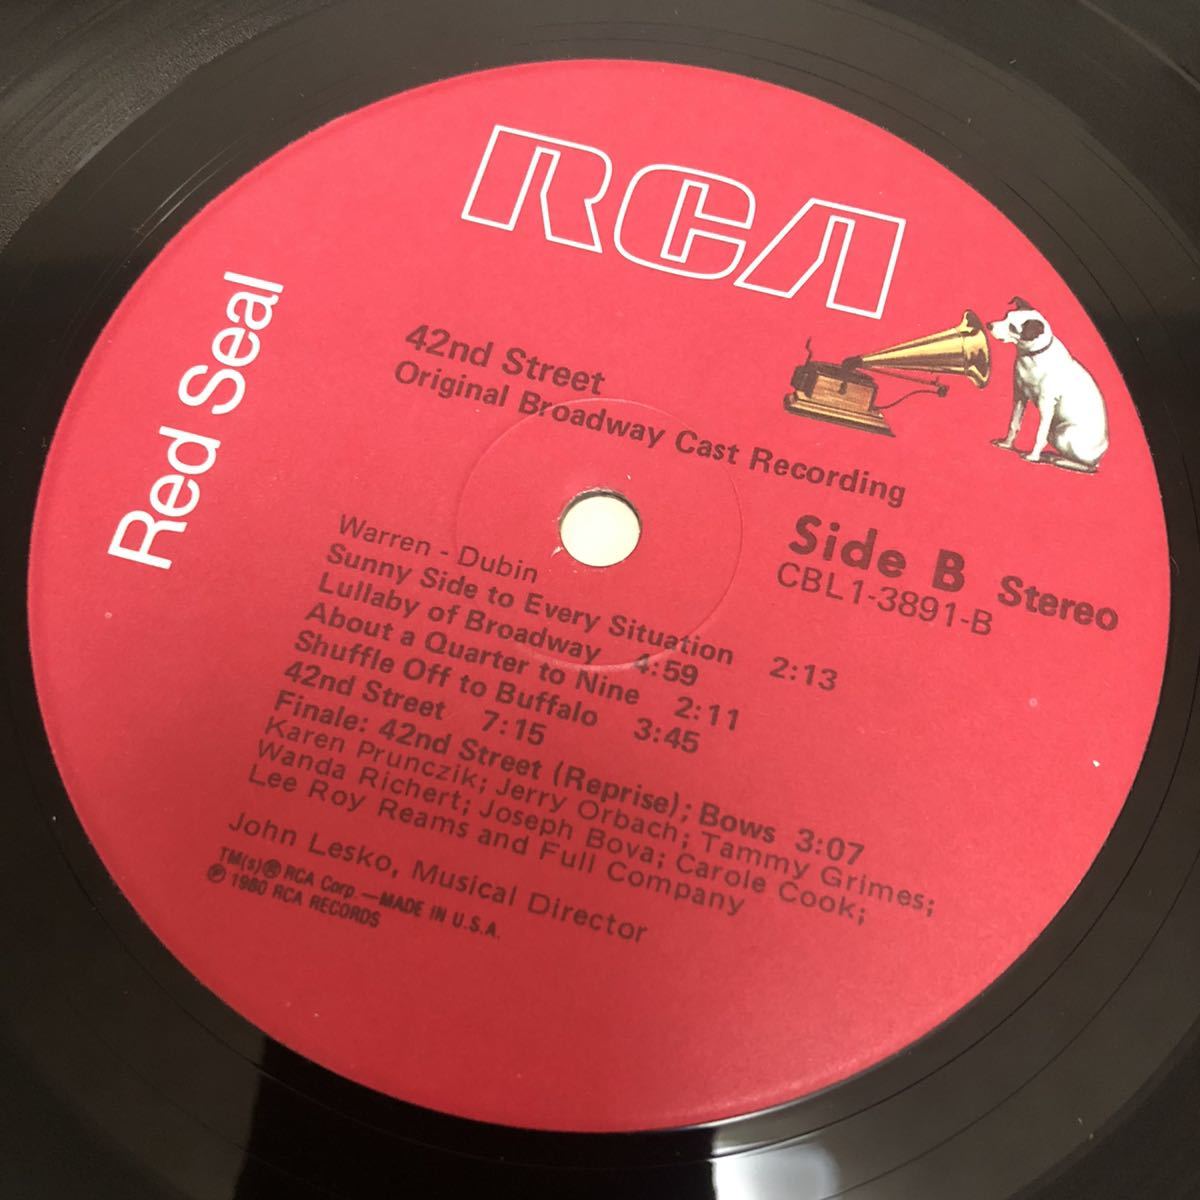 RCA
Red Seal
42nd Street
Original Broadway Cast Recording
Side B Stereo
CBL1-3891-B
Warren - Dubin
Sunny Side to Every Situation 2:13
Lullaby of Broadway 4:59
About a Quarter to Nine 2:11
Shuffle Off to Buffalo 3:45
42nd Street 7:15
Finale: 42nd Street (Reprise); Bows 3:07
Karen Prunczik; Jerry Orbach; Tammy Grimes;
Wanda Richert; Joseph Bova; Carole Cook;
Lee Roy Reams and Full Company
John Lesko, Musical Director
TM(s)® RCA Corp.—MADE IN U.S.A.
℗ 1980 RCA RECORDS